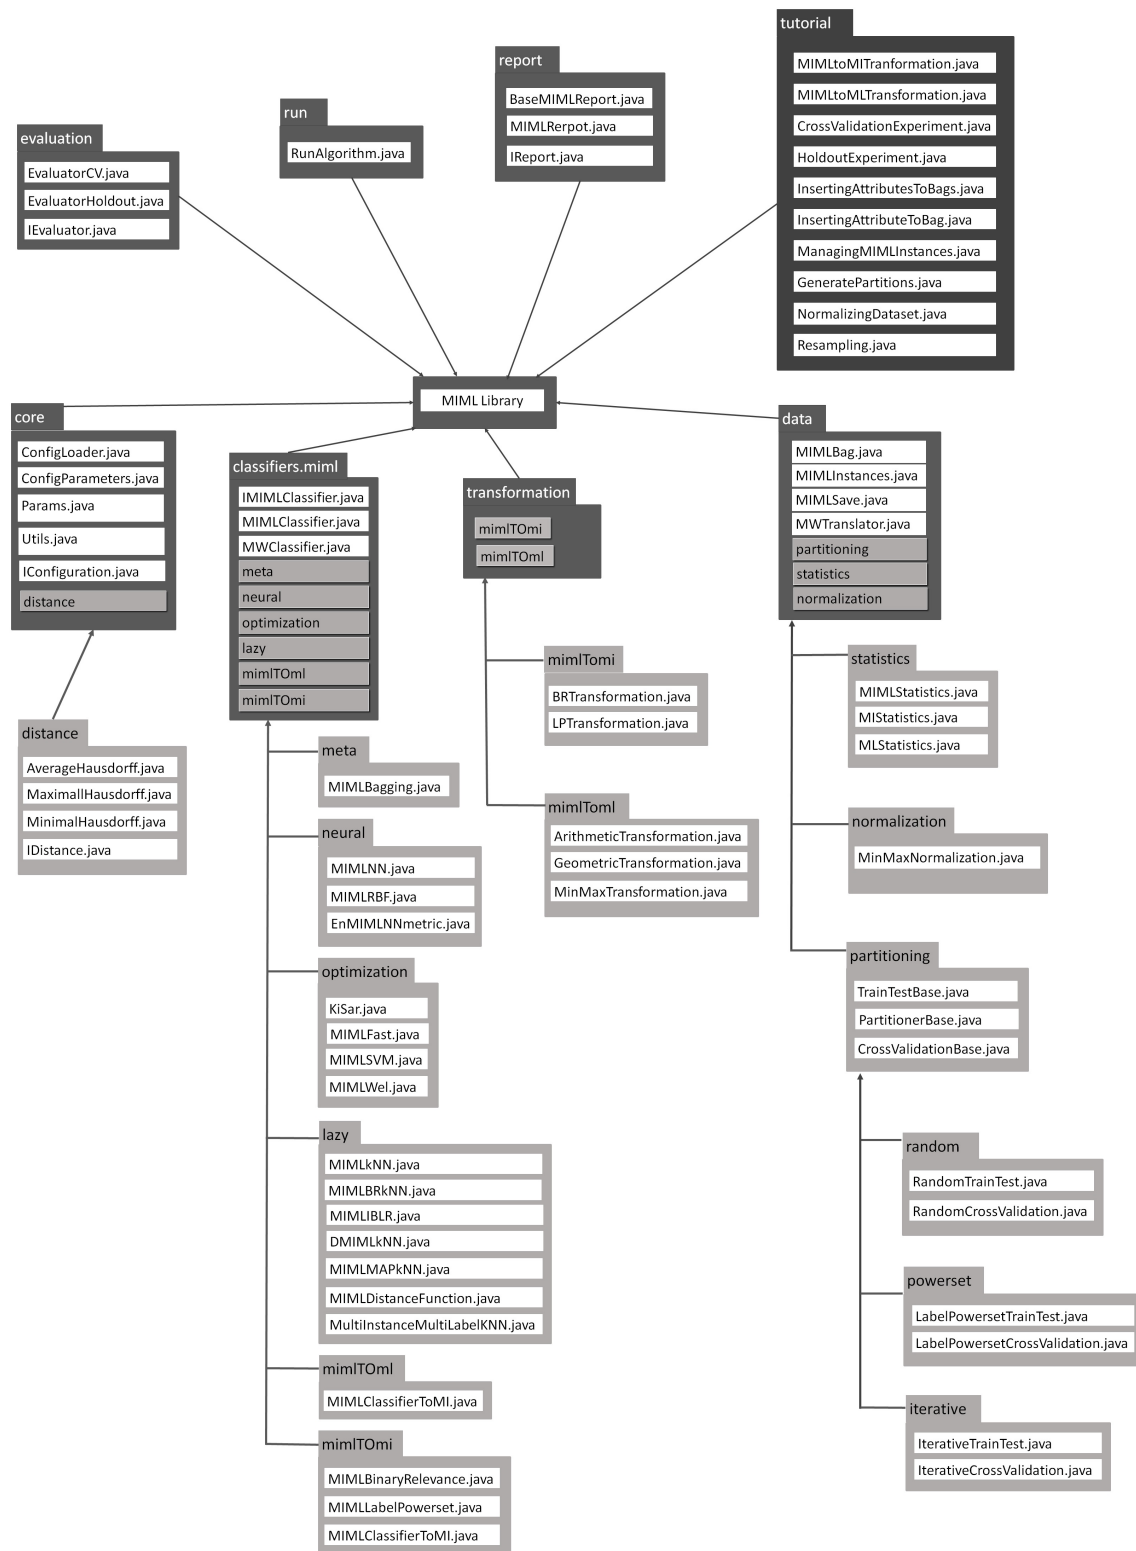 tutorial
MIMLtoMITranformation.java
MIMLtoMLTransformation.java
CrossValidationExperiment.java
HoldoutExperiment.java
InsertingAttributesToBags.java
InsertingAttributeToBag.java
ManagingMIMLInstances.java
GeneratePartitions.java
NormalizingDataset.java
Resampling.java
report
BaseMIMLReport.java
MIMLRerpot.java
IReport.java
run
RunAlgorithm.java
evaluation
EvaluatorCV.java
EvaluatorHoldout.java
IEvaluator.java
MIML Library
core
ConfigLoader.java
ConfigParameters.java
Params.java
Utils.java
IConfiguration.java
distance
distance
AverageHausdorff.java
MaximallHausdorff.java
MinimalHausdorff.java
IDistance.java
classifiers.miml
IMIMLClassifier.java
MIMLClassifier.java
MWClassifier.java
meta
neural
optimization
lazy
mimlTOml
mimlTOmi
meta
MIMLBagging.java
neural
MIMLNN.java
MIMLRBF.java
EnMIMLNNmetric.java
optimization
KiSar.java
MIMLFast.java
MIMLSVM.java
MIMLWel.java
lazy
MIMLkNN.java
MIMLBRkNN.java
MIMLIBLR.java
DMIMLkNN.java
MIMLMAPkNN.java
MIMLDistanceFunction.java
MultiInstanceMultiLabelKNN.java
mimlTOml
MIMLClassifierToMI.java
mimlTOmi
MIMLBinaryRelevance.java
MIMLLabelPowerset.java
MIMLClassifierToMI.java
transformation
mimlTOmi
mimlTOml
mimlTomi
BRTransformation.java
LPTransformation.java
mimlToml
ArithmeticTransformation.java
GeometricTransformation.java
MinMaxTransformation.java
data
MIMLBag.java
MIMLInstances.java
MIMLSave.java
MWTranslator.java
partitioning
statistics
normalization
statistics
MIMLStatistics.java
MIStatistics.java
MLStatistics.java
normalization
MinMaxNormalization.java
partitioning
TrainTestBase.java
PartitionerBase.java
CrossValidationBase.java
random
RandomTrainTest.java
RandomCrossValidation.java
powerset
LabelPowersetTrainTest.java
LabelPowersetCrossValidation.java
iterative
IterativeTrainTest.java
IterativeCrossValidation.java